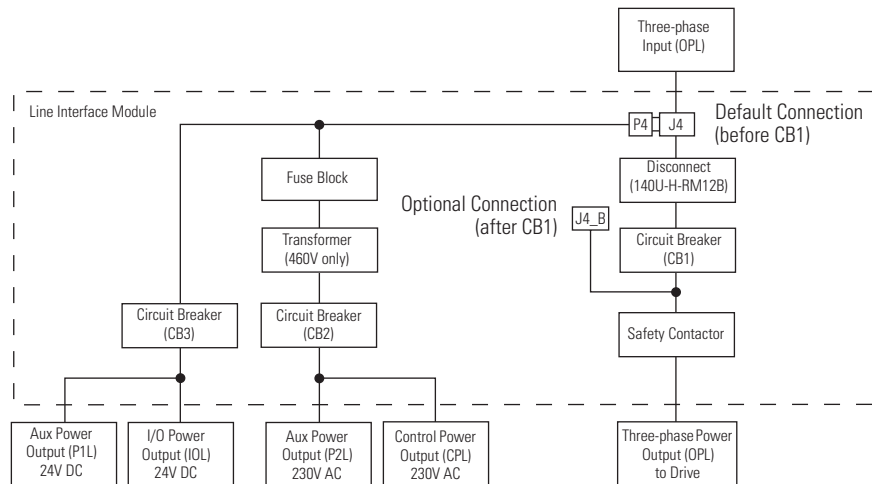 Three-phase
Input (OPL)
Line Interface Module
P4
J4
Default Connection
(before CB1)
Fuse Block
Disconnect
(140U-H-RM12B)
Optional Connection
(after CB1)
J4_B
Transformer
(460V only)
Circuit Breaker
(CB1)
Circuit Breaker
(CB3)
Circuit Breaker
(CB2)
Safety Contactor
Aux Power
Output (P1L)
24V DC
I/O Power
Output (IOL)
24V DC
Aux Power
Output (P2L)
230V AC
Control Power
Output (CPL)
230V AC
Three-phase Power
Output (OPL)
to Drive